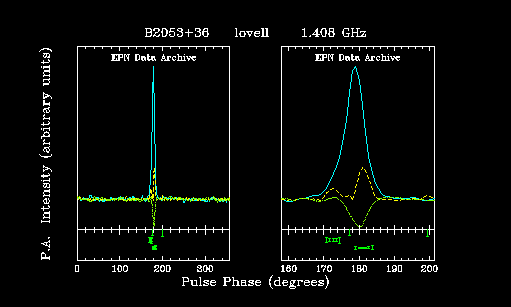 B2053+36 lovell 1.408 GHz
EPN Data Archive EPN Data Archive
P.A. Intensity (arbitrary units)
0 100 200 300 160 170 180 190 200
Pulse Phase (degrees)